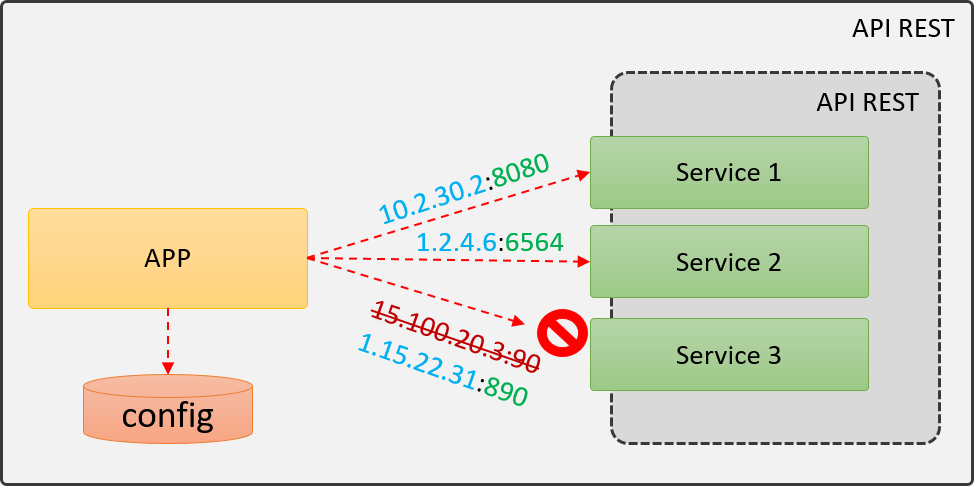 API REST
API REST
Service 1
10.2.30.2:8080
1.2.4.6:6564
APP
Service 2
15.100.20.3:90
1.15.22.31:890
Service 3
config